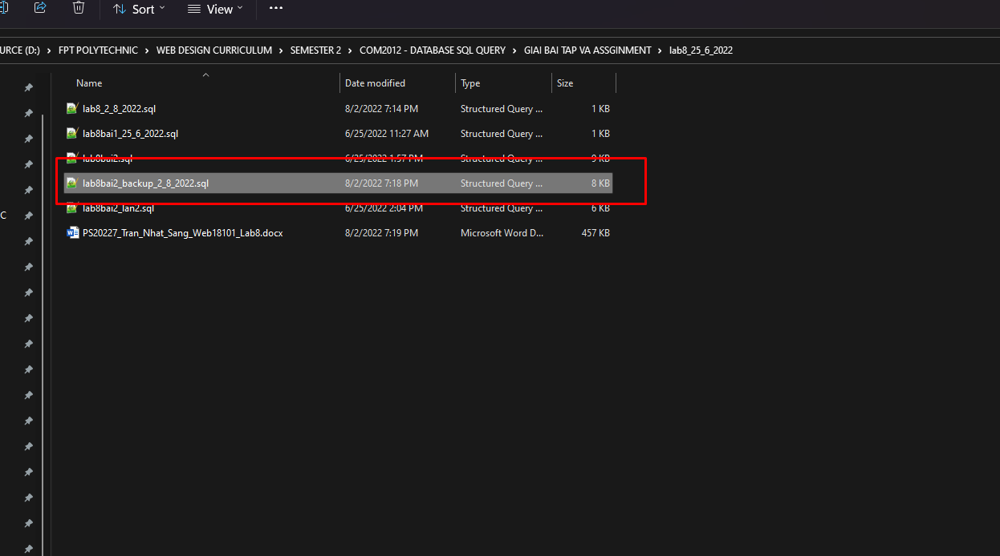 Sort View ...
URCE (D:) > FPT POLYTECHNIC > WEB DESIGN CURRICULUM > SEMESTER 2 > COM2012 - DATABASE SQL QUERY > GIAI BAI TAP VA ASSGINMENT > lab8_25_6_2022
Name Date modified Type Size
lab8_2_8_2022.sql 8/2/2022 7:14 PM Structured Query ... 1 KB
lab8bai1_25_6_2022.sql 6/25/2022 11:27 AM Structured Query ... 1 KB
lab8bai2.sql 6/25/2022 1:57 PM Structured Query ... 9 KB
lab8bai2_backup_2_8_2022.sql 8/2/2022 7:18 PM Structured Query ... 8 KB
lab8bai2_lan2.sql 6/25/2022 2:04 PM Structured Query ... 6 KB
C
PS20227_Tran_Nhat_Sang_Web18101_Lab8.docx 8/2/2022 7:19 PM Microsoft Word D... 457 KB